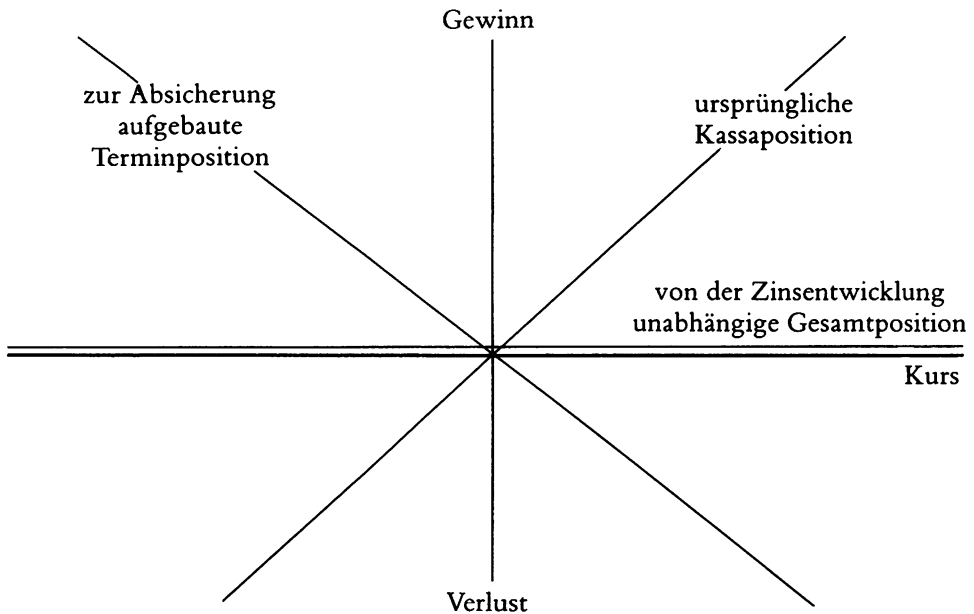 Gewinn
zur Absicherung
aufgebaute
Terminposition
ursprüngliche
Kassaposition
von der Zinsentwicklung
unabhängige Gesamtposition
Kurs
Verlust